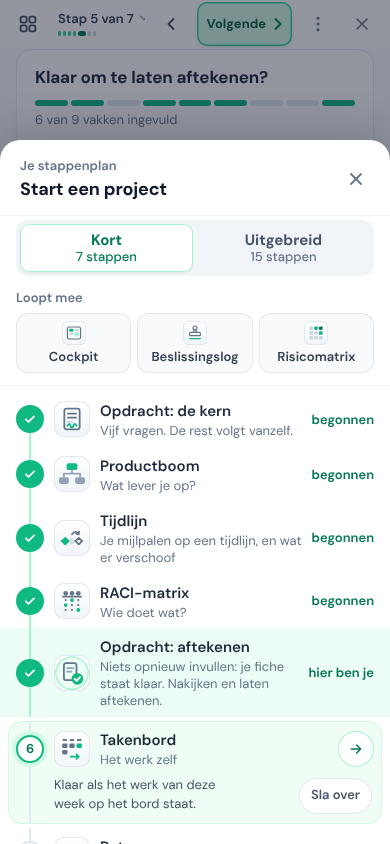 Stap 5 van 7
Volgende
Klaar om te laten aftekenen?
6 van 9 vakken ingevuld
Je stappenplan
Start een project
Kort
7 stappen
Uitgebreid
15 stappen
Loopt mee
Cockpit
Beslissingslog
Risicomatrix
Opdracht: de kern
Vijf vragen. De rest volgt vanzelf.
begonnen
Productboom
Wat lever je op?
begonnen
Tijdlijn
Je mijlpalen op een tijdlijn, en wat
er verschoof
begonnen
RACI-matrix
Wie doet wat?
begonnen
Opdracht: aftekenen
Niets opnieuw invullen: je fiche
staat klaar. Nakijken en laten
aftekenen.
hier ben je
6
Takenbord
Het werk zelf
Klaar als het werk van deze
week op het bord staat.
Sla over